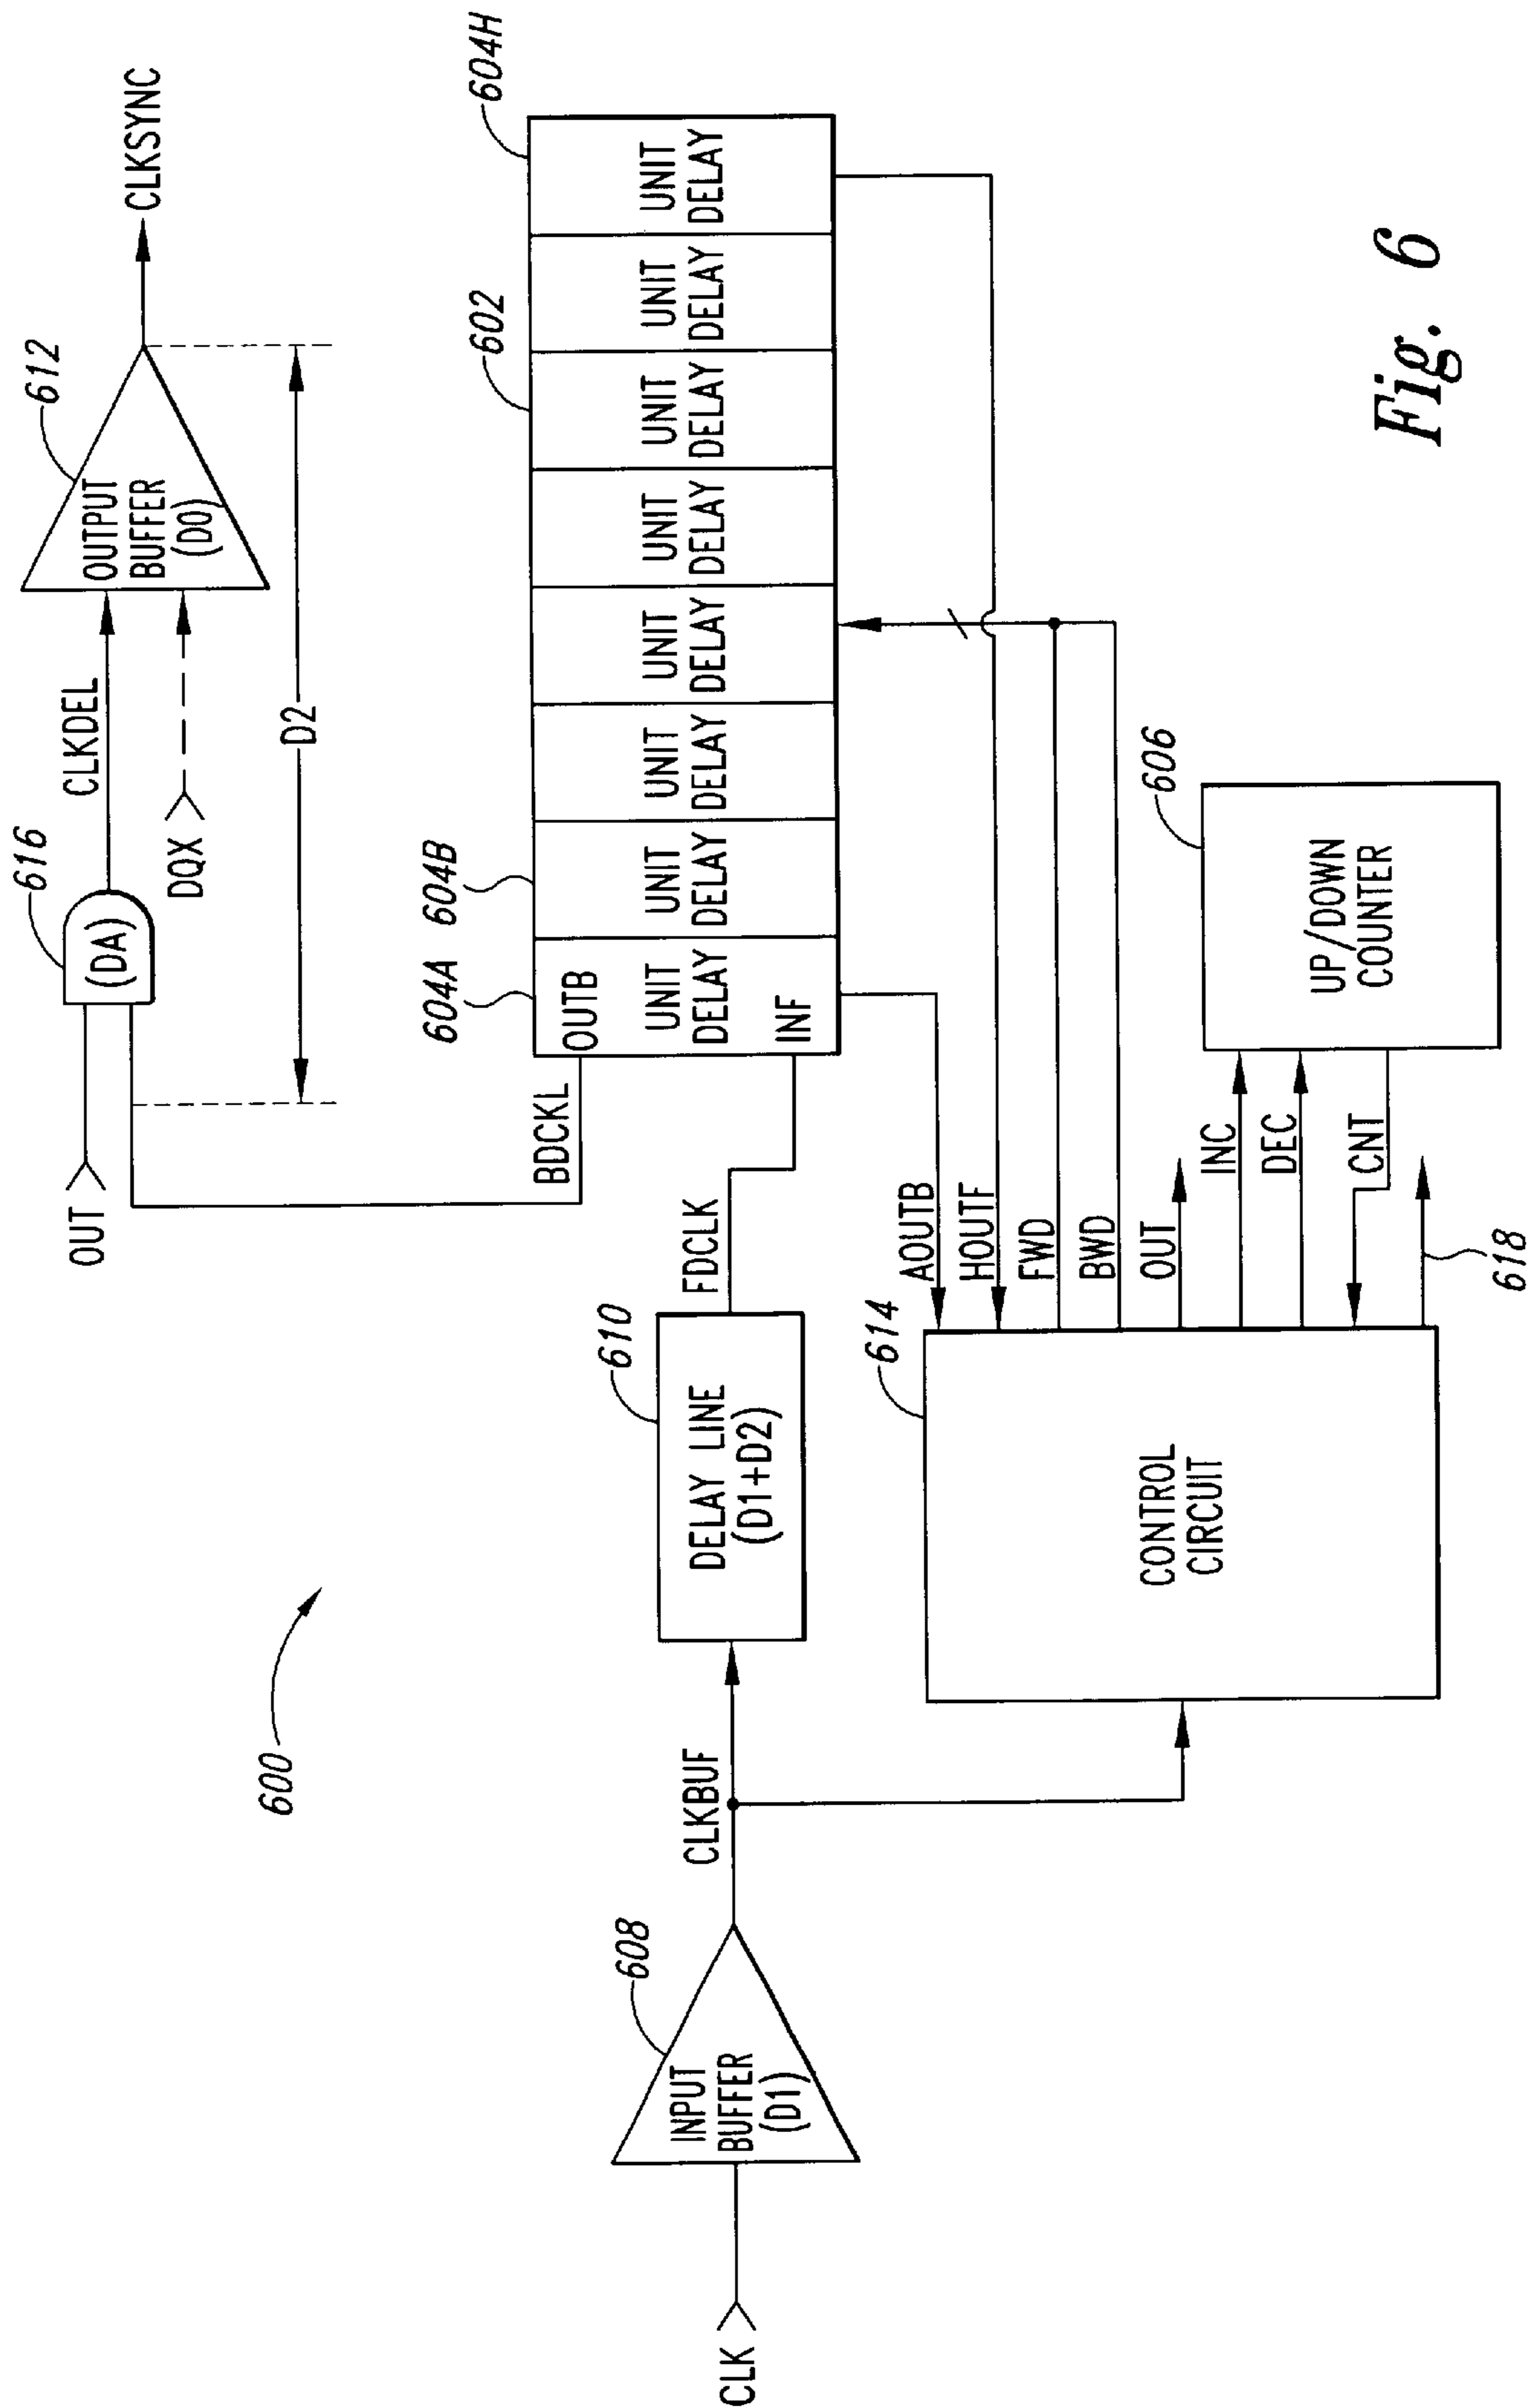 600
CLK
INPUT
BUFFER
(D1)
608
CLKBUF
DELAY LINE
(D1+D2)
610
FDCLK
BDCKL
OUT
616
(DA)
CLKDEL
DQX
OUTPUT
BUFFER
(DO)
612
CLKSYNC
D2
604A
604B
602
604H
OUTB
UNIT
DELAY
INF
UNIT
DELAY
UNIT
DELAY
UNIT
DELAY
UNIT
DELAY
UNIT
DELAY
UNIT
DELAY
UNIT
DELAY
614
CONTROL
CIRCUIT
AOUTB
HOUTF
FWD
BWD
OUT
INC
DEC
CNT
618
606
UP/DOWN
COUNTER
Fig. 6